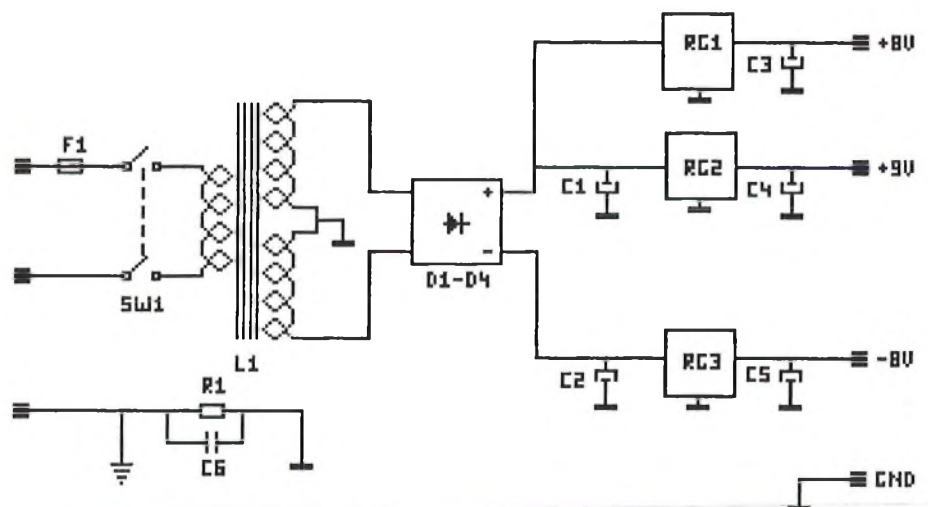 RG1
+8V
C3
F1
C1
RG2
C4
+9V
+
-
D1-D4
SW1
L1
C2
RG3
C5
-8V
R1
C6
GND